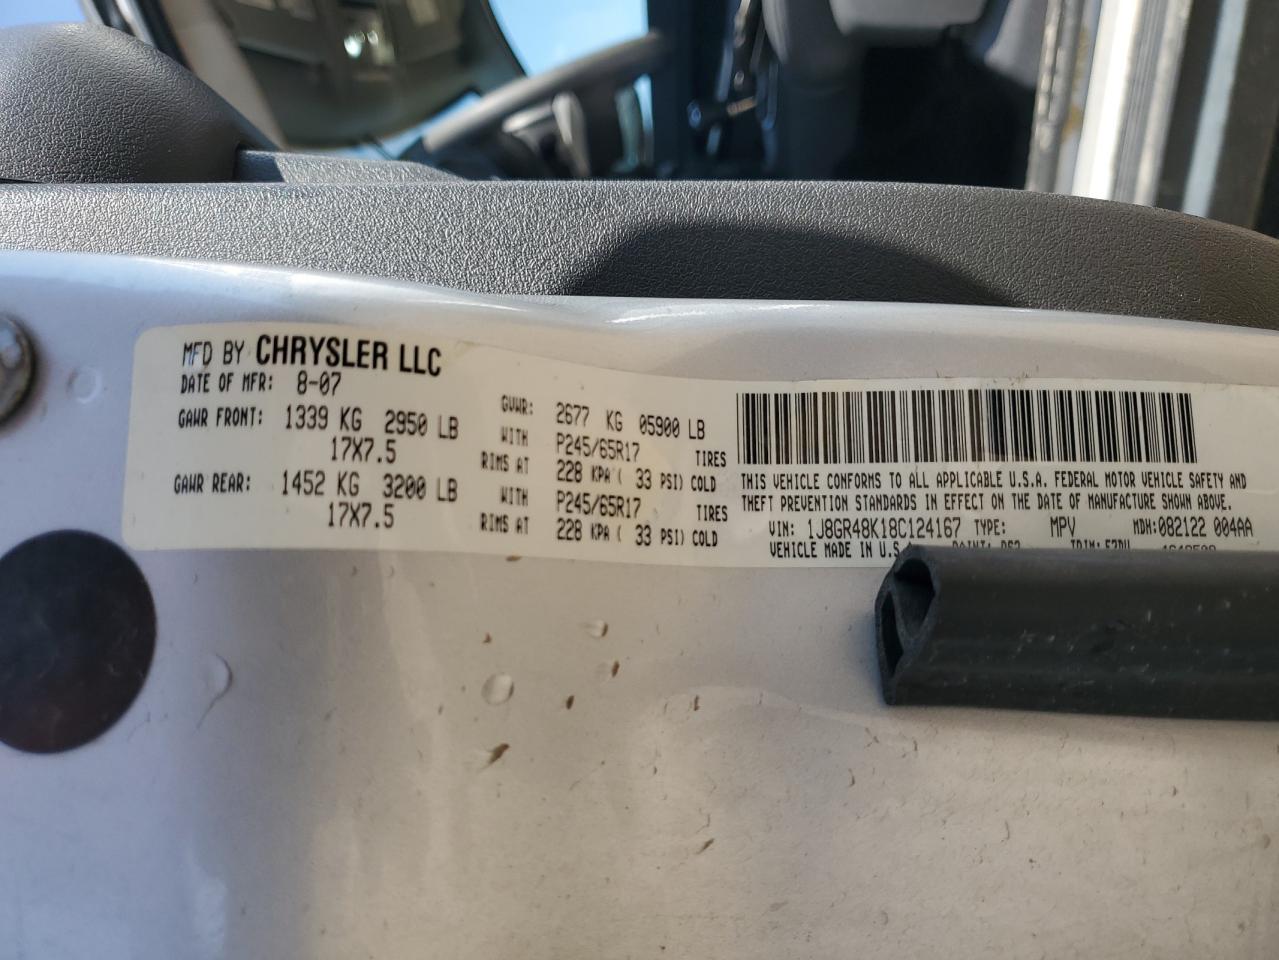 MFD BY CHRYSLER LLC
DATE OF MFR: 8-07 GVWR: 2677 KG 05900 LB
GAWR FRONT: 1339 KG 2950 LB WITH P245/65R17 TIRES
17X7.5 RIMS AT 228 KPA ( 33 PSI) COLD
GAWR REAR: 1452 KG 3200 LB WITH P245/65R17 TIRES
17X7.5 RIMS AT 228 KPA ( 33 PSI) COLD
THIS VEHICLE CONFORMS TO ALL APPLICABLE U.S.A. FEDERAL MOTOR VEHICLE SAFETY AND
THEFT PREVENTION STANDARDS IN EFFECT ON THE DATE OF MANUFACTURE SHOWN ABOVE.
VIN: 1J8GR48K18C124167 TYPE: MPV MDH:082122 004AA
VEHICLE MADE IN U.S.A PAINT: PS2 TRIM: